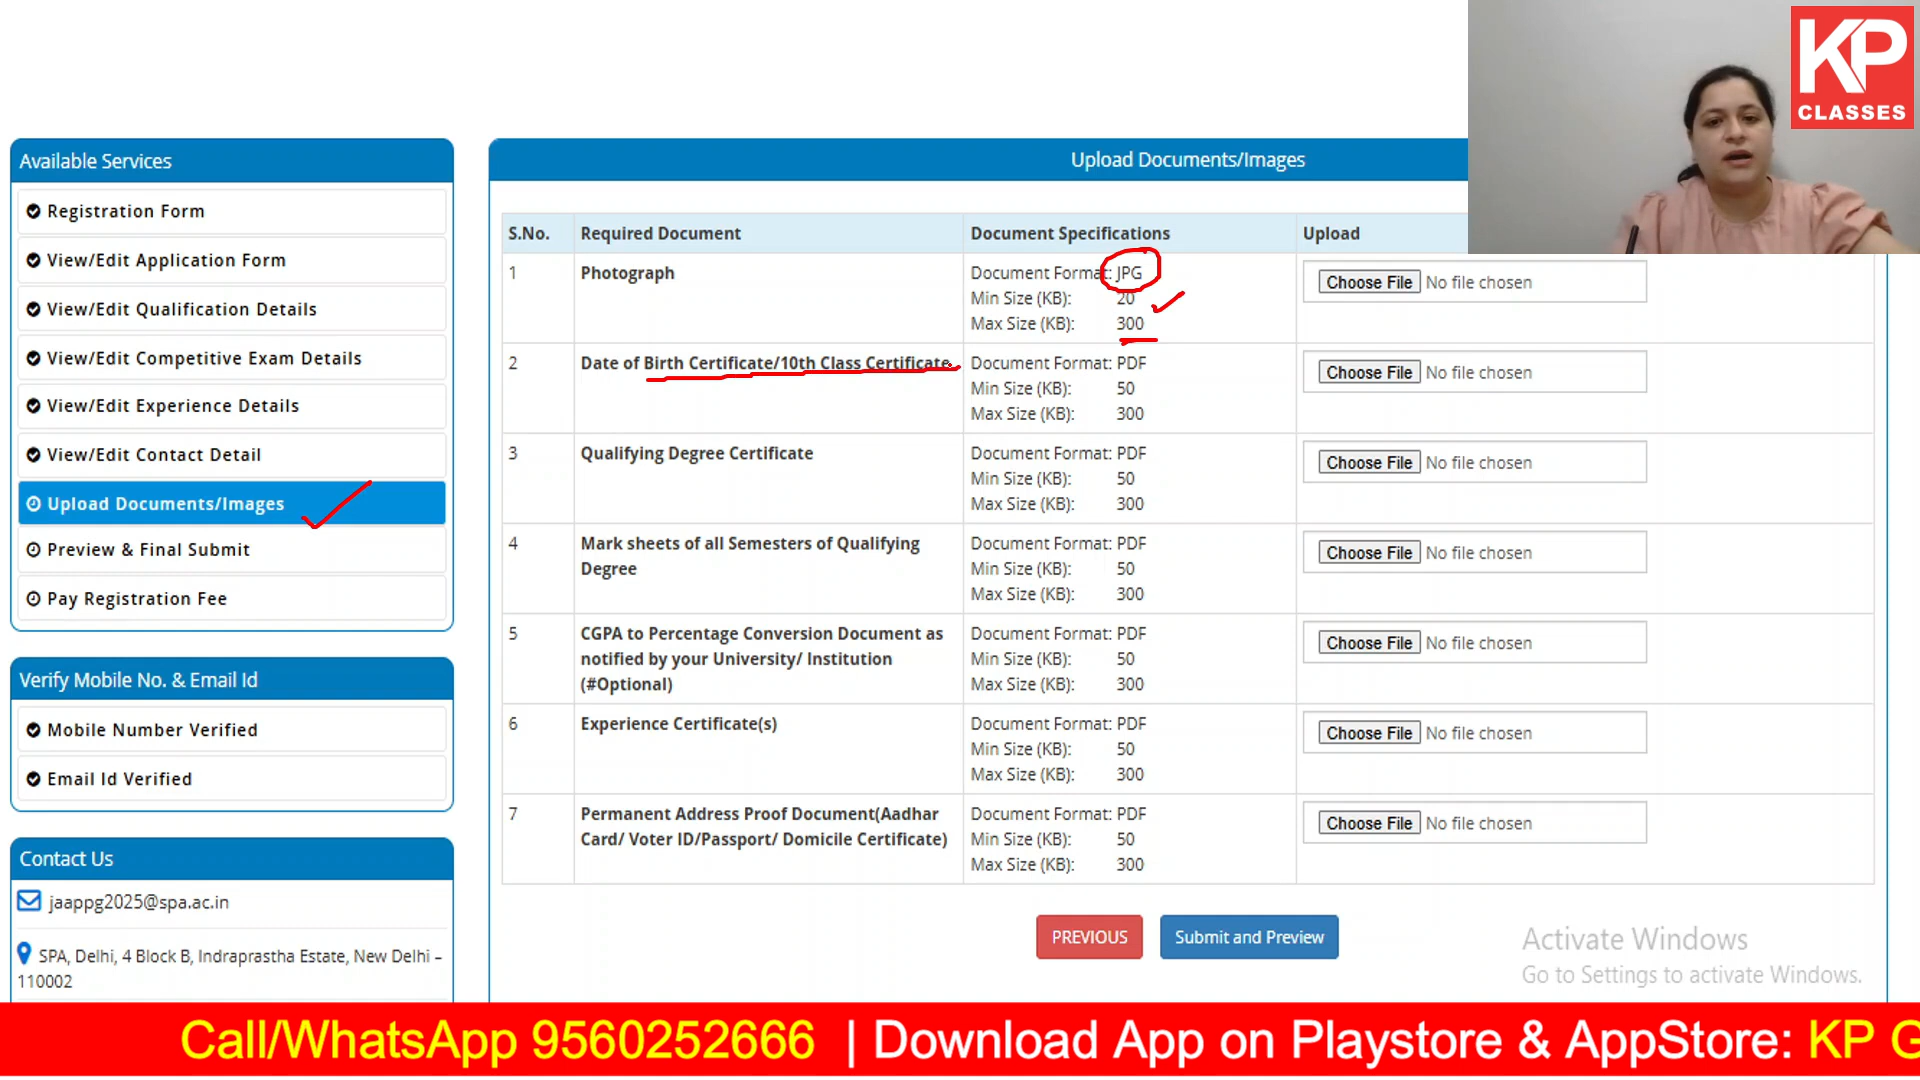 KP
CLASSES
Available Services
Registration Form
View/Edit Application Form
View/Edit Qualification Details
View/Edit Competitive Exam Details
View/Edit Experience Details
View/Edit Contact Detail
Upload Documents/Images
Preview & Final Submit
Pay Registration Fee
Verify Mobile No. & Email Id
Mobile Number Verified
Email Id Verified
Contact Us
jaappg2025@spa.ac.in
SPA, Delhi, 4 Block B, Indraprastha Estate, New Delhi –
110002
Upload Documents/Images
S.No. Required Document Document Specifications Upload
1 Photograph Document Format: JPG Choose File No file chosen
Min Size (KB): 20
Max Size (KB): 300
2 Date of Birth Certificate/10th Class Certificate Document Format: PDF Choose File No file chosen
Min Size (KB): 50
Max Size (KB): 300
3 Qualifying Degree Certificate Document Format: PDF Choose File No file chosen
Min Size (KB): 50
Max Size (KB): 300
4 Mark sheets of all Semesters of Qualifying Document Format: PDF Choose File No file chosen
Degree Min Size (KB): 50
Max Size (KB): 300
5 CGPA to Percentage Conversion Document as Document Format: PDF Choose File No file chosen
notified by your University/ Institution Min Size (KB): 50
(#Optional) Max Size (KB): 300
6 Experience Certificate(s) Document Format: PDF Choose File No file chosen
Min Size (KB): 50
Max Size (KB): 300
7 Permanent Address Proof Document(Aadhar Document Format: PDF Choose File No file chosen
Card/ Voter ID/Passport/ Domicile Certificate) Min Size (KB): 50
Max Size (KB): 300
PREVIOUS Submit and Preview
Activate Windows
Go to Settings to activate Windows.
Call/WhatsApp 9560252666 | Download App on Playstore & AppStore: KP